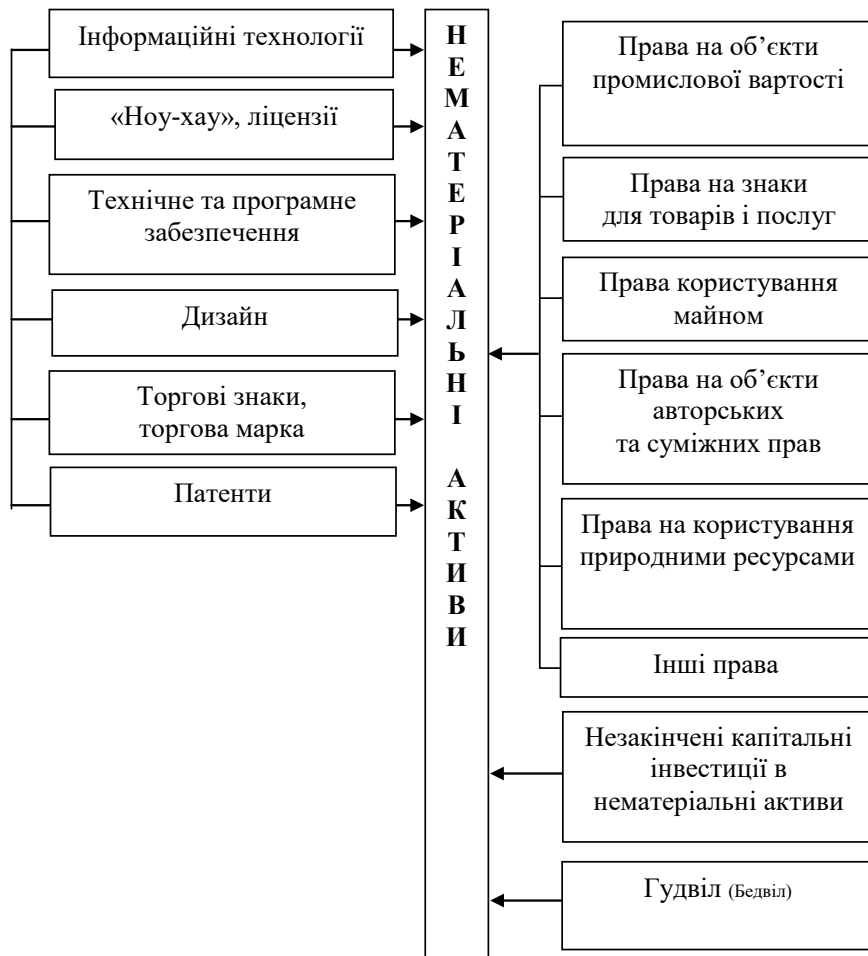 Інформаційні технології
«Ноу-хау», ліцензії
Технічне та програмне
забезпечення
Дизайн
Торгові знаки,
торгова марка
Патенти
Н
Е
М
А
Т
Е
Р
І
А
Л
Ь
Н
І
А
К
Т
И
В
И
Права на об’єкти
промислової вартості
Права на знаки
для товарів і послуг
Права користування
майном
Права на об’єкти
авторських
та суміжних прав
Права на користування
природними ресурсами
Інші права
Незакінчені капітальні
інвестиції в
нематеріальні активи
Гудвіл (Бедвіл)